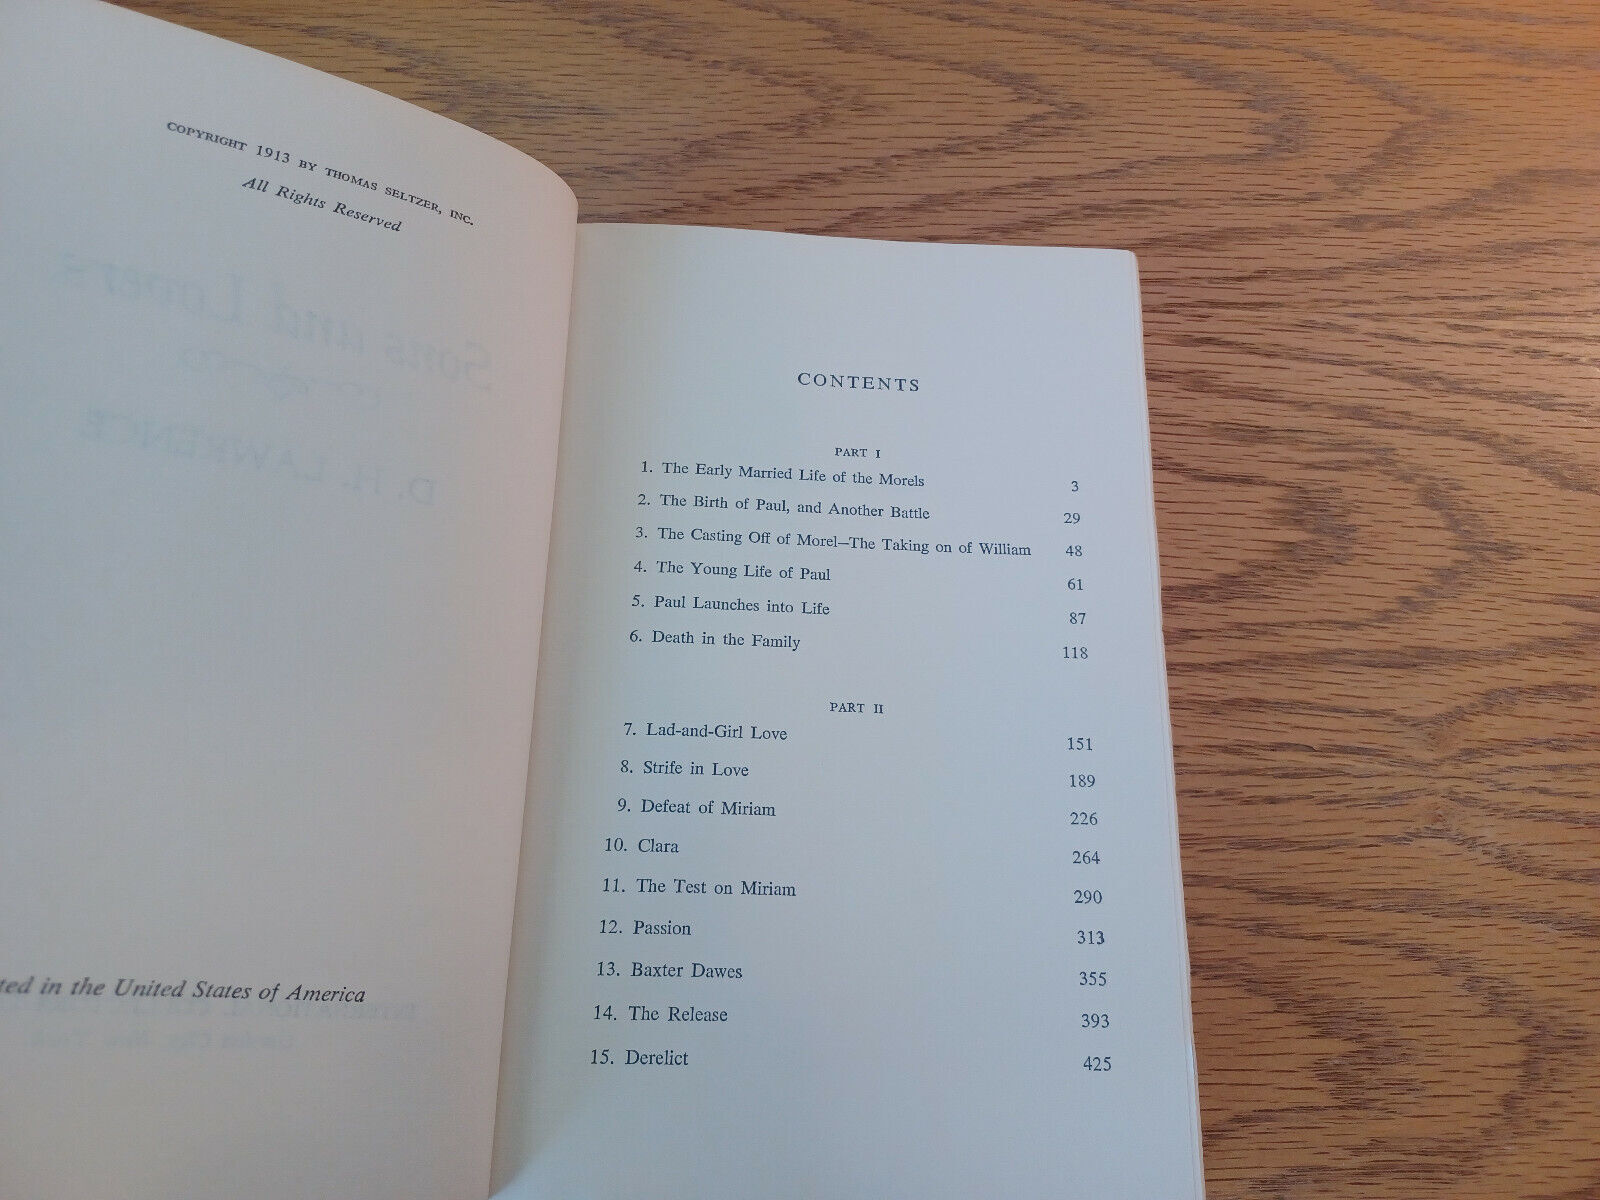 COPYRIGHT 1913 BY THOMAS SELTZER, INC.
All Rights Reserved
Sons and Lovers
D. H. LAWRENCE
ted in the United States of America
CONTENTS
PART I
1. The Early Married Life of the Morels 3
2. The Birth of Paul, and Another Battle 29
3. The Casting Off of Morel—The Taking on of William 48
4. The Young Life of Paul 61
5. Paul Launches into Life 87
6. Death in the Family 118
PART II
7. Lad-and-Girl Love 151
8. Strife in Love 189
9. Defeat of Miriam 226
10. Clara 264
11. The Test on Miriam 290
12. Passion 313
13. Baxter Dawes 355
14. The Release 393
15. Derelict 425